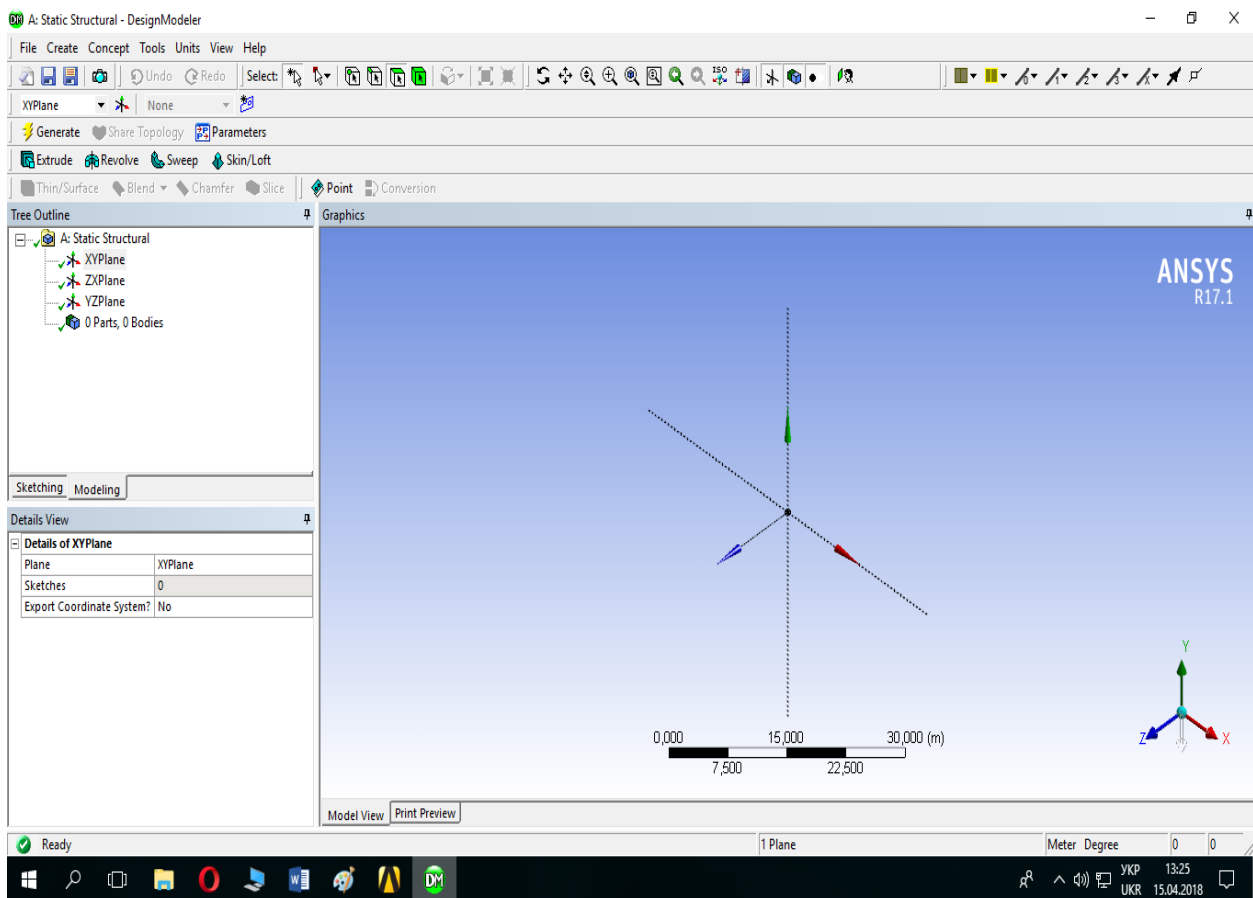 DM A: Static Structural - DesignModeler
File Create Concept Tools Units View Help
Undo Redo Select: ISO
XYPlane None
Generate Share Topology Parameters
Extrude Revolve Sweep Skin/Loft
Thin/Surface Blend Chamfer Slice Point Conversion
Tree Outline
Graphics
A: Static Structural
XYPlane
ZXPlane
YZPlane
0 Parts, 0 Bodies
Sketching Modeling
Details View
Details of XYPlane
Plane XYPlane
Sketches 0
Export Coordinate System? No
ANSYS
R17.1
0,000 15,000 30,000 (m)
7,500 22,500
Y
Z X
Model View Print Preview
Ready 1 Plane Meter Degree 0 0
DM
УКР 13:25
UKR 15.04.2018